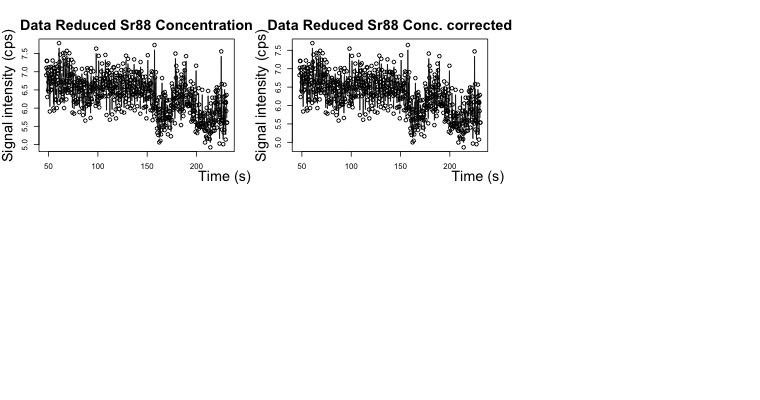 Data Reduced Sr88 Concentration
Signal intensity (cps)
7.5
7.0
6.5
6.0
5.5
5.0
50 100 150 200
Time (s)
Data Reduced Sr88 Conc. corrected
Signal intensity (cps)
7.5
7.0
6.5
6.0
5.5
5.0
50 100 150 200
Time (s)